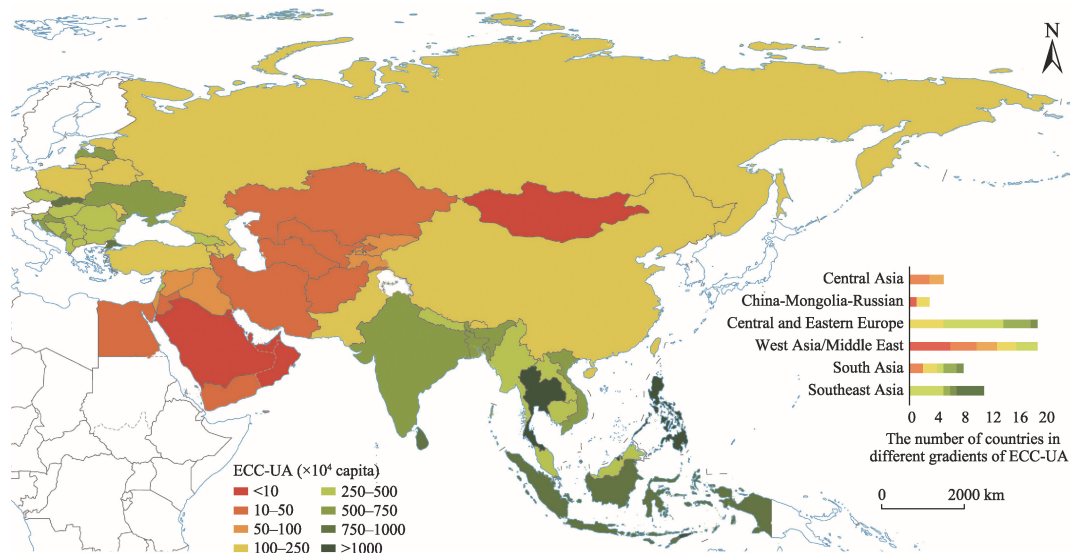 N
Central Asia
China-Mongolia-Russian
Central and Eastern Europe
West Asia/Middle East
South Asia
Southeast Asia
0 4 8 12 16 20
The number of countries in
different gradients of ECC-UA
ECC-UA (×10⁴ capita)
<10 250–500
10–50 500–750
50–100 750–1000
100–250 >1000
0 2000 km